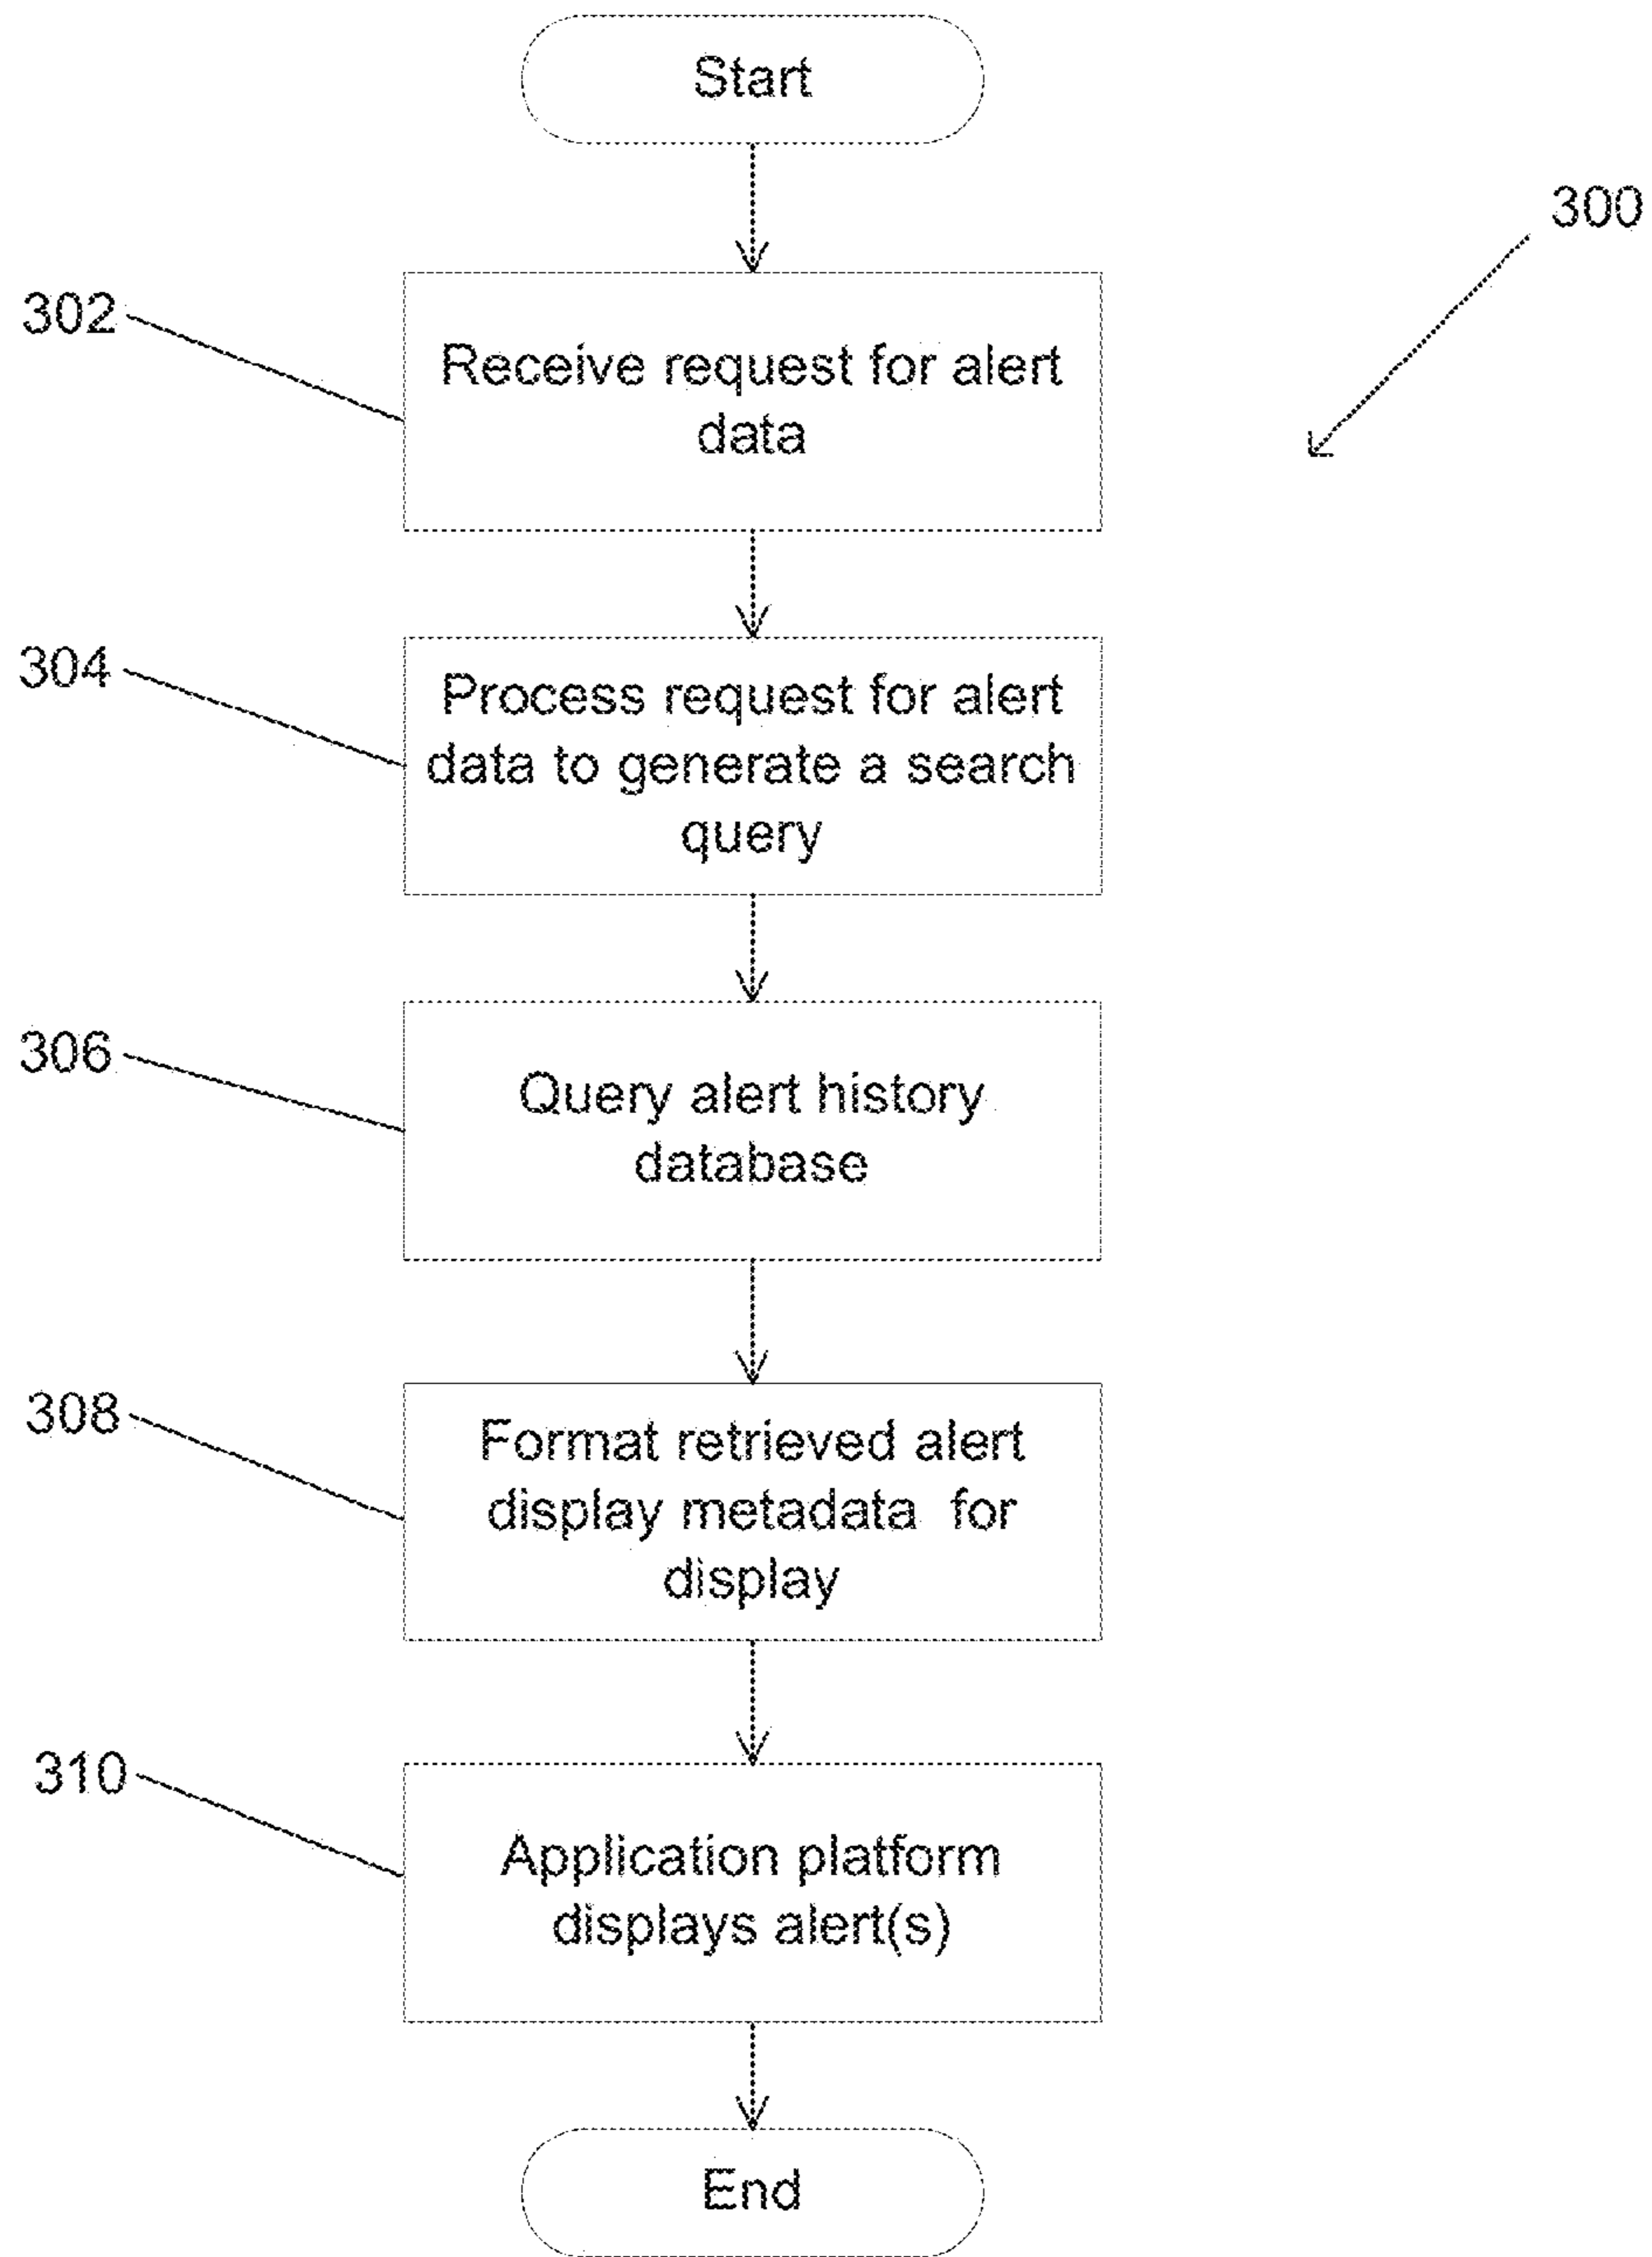 Start
300
302
Receive request for alert
data
304
Process request for alert
data to generate a search
query
306
Query alert history
database
308
Format retrieved alert
display metadata for
display
310
Application platform
displays alert(s)
End